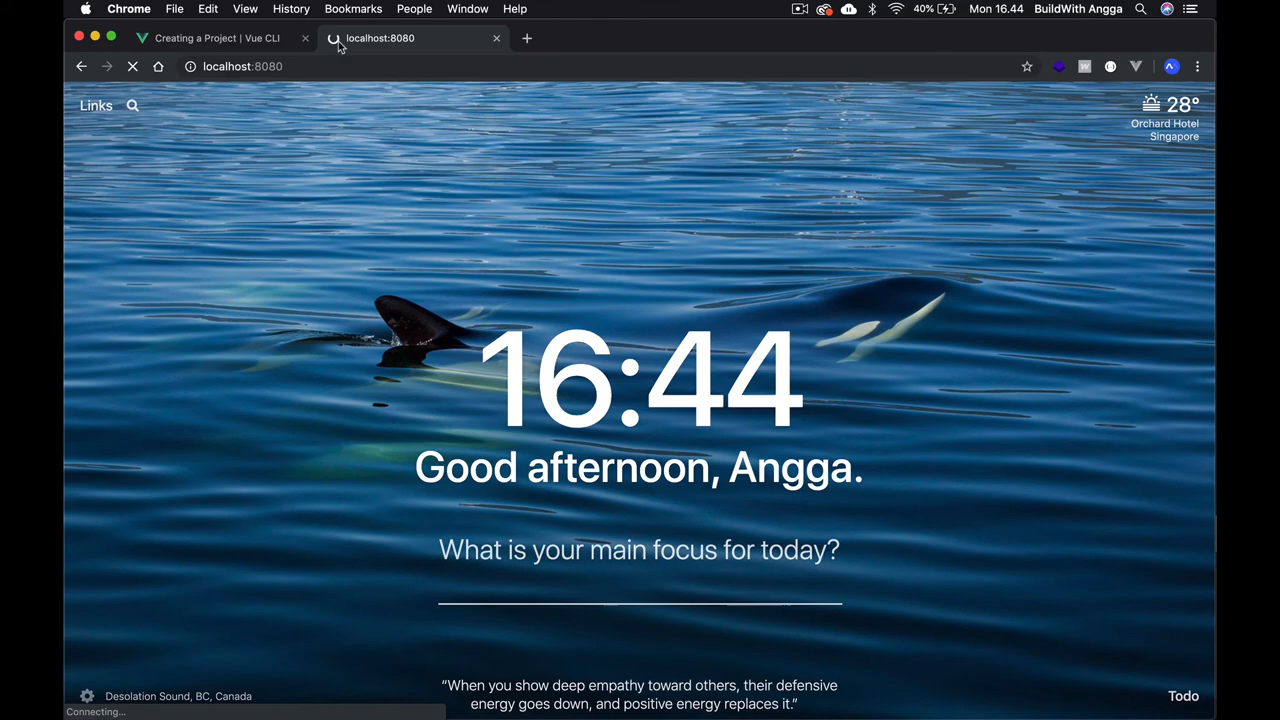 Chrome File Edit View History Bookmarks People Window Help 40% Mon 16.44 BuildWith Angga
Creating a Project | Vue CLI localhost:8080
localhost:8080
Links 28°
Orchard Hotel
Singapore
16:44
Good afternoon, Angga.
What is your main focus for today?
“When you show deep empathy toward others, their defensive
energy goes down, and positive energy replaces it.”
Desolation Sound, BC, Canada Todo
Connecting...